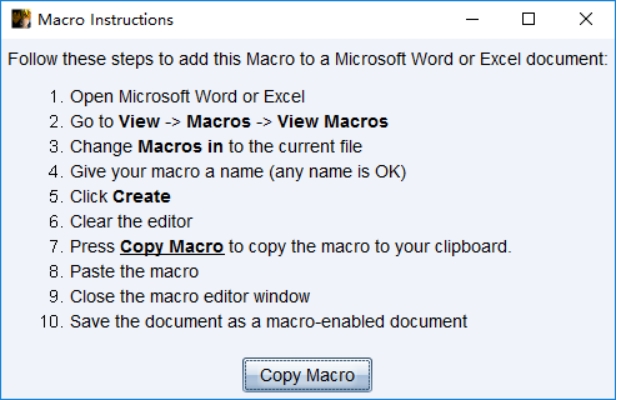 Macro Instructions
Follow these steps to add this Macro to a Microsoft Word or Excel document:
1. Open Microsoft Word or Excel
2. Go to View -> Macros -> View Macros
3. Change Macros in to the current file
4. Give your macro a name (any name is OK)
5. Click Create
6. Clear the editor
7. Press Copy Macro to copy the macro to your clipboard.
8. Paste the macro
9. Close the macro editor window
10. Save the document as a macro-enabled document
Copy Macro